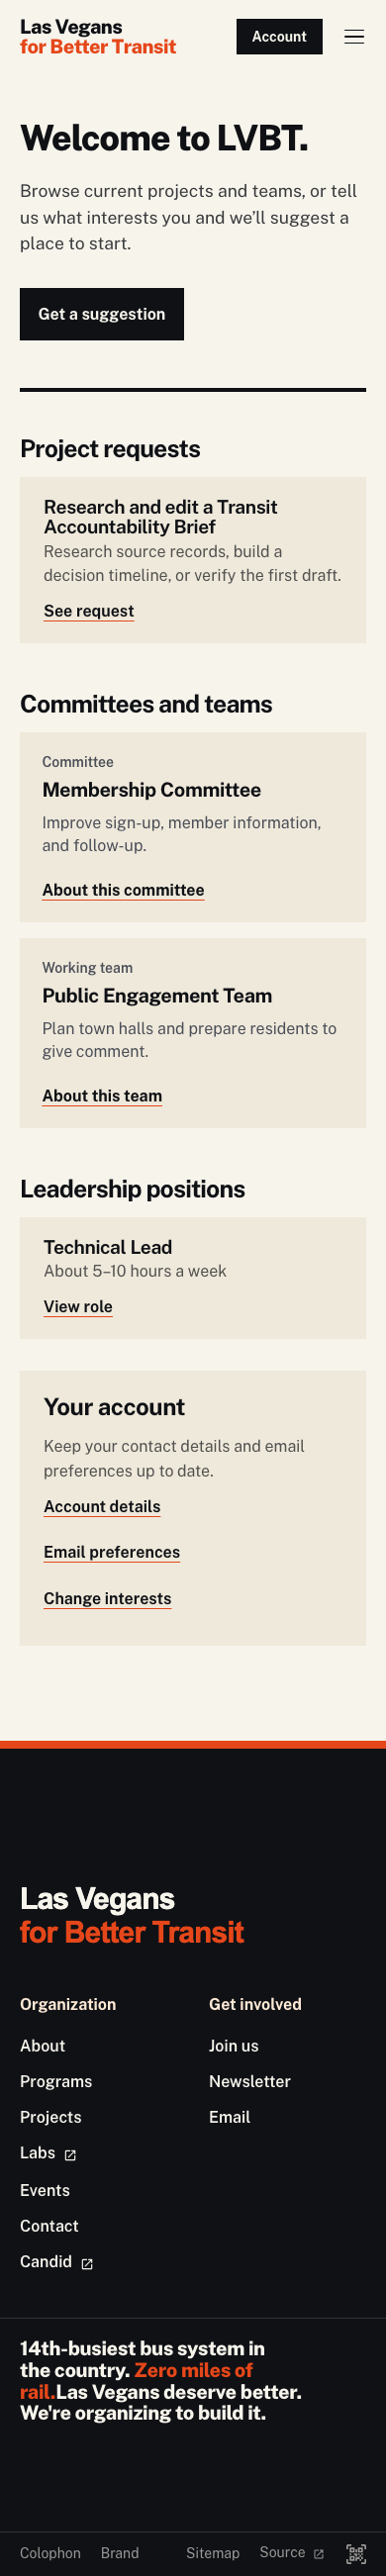 Las Vegans
for Better Transit
Account
Welcome to LVBT.
Browse current projects and teams, or tell
us what interests you and we’ll suggest a
place to start.
Get a suggestion
Project requests
Research and edit a Transit
Accountability Brief
Research source records, build a
decision timeline, or verify the first draft.
See request
Committees and teams
Committee
Membership Committee
Improve sign-up, member information,
and follow-up.
About this committee
Working team
Public Engagement Team
Plan town halls and prepare residents to
give comment.
About this team
Leadership positions
Technical Lead
About 5–10 hours a week
View role
Your account
Keep your contact details and email
preferences up to date.
Account details
Email preferences
Change interests
Las Vegans
for Better Transit
Organization
About
Programs
Projects
Labs
Events
Contact
Candid
Get involved
Join us
Newsletter
Email
14th-busiest bus system in
the country. Zero miles of
rail.Las Vegans deserve better.
We're organizing to build it.
Colophon Brand Sitemap Source